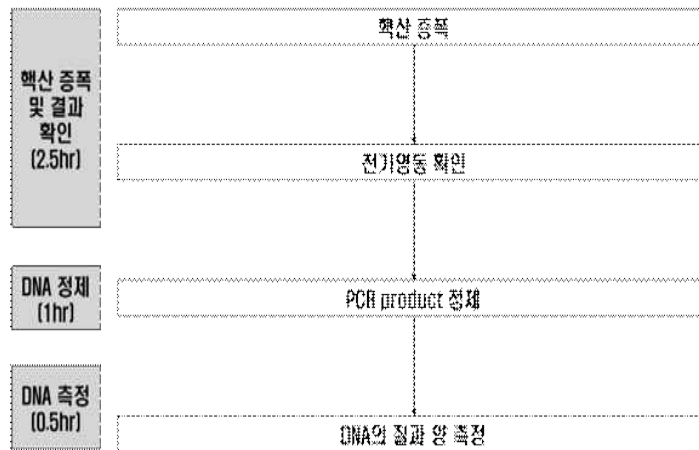 핵산 증폭
및 결과
확인
(2.5hr)
핵산 증폭
전기영동 확인
DNA 정제
(1hr)
PCR product 정제
DNA 측정
(0.5hr)
DNA의 질과 양 측정